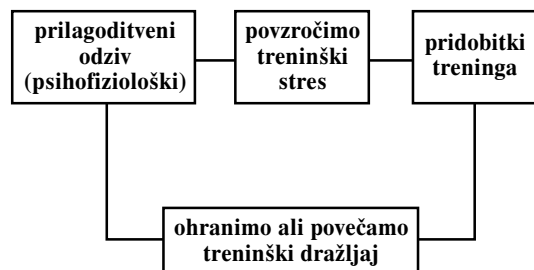 prilagoditveni
odziv
(psihofiziološki)
povzročimo
treninški
stres
pridobitki
treninga
ohranimo ali povečamo
treninški dražljaj